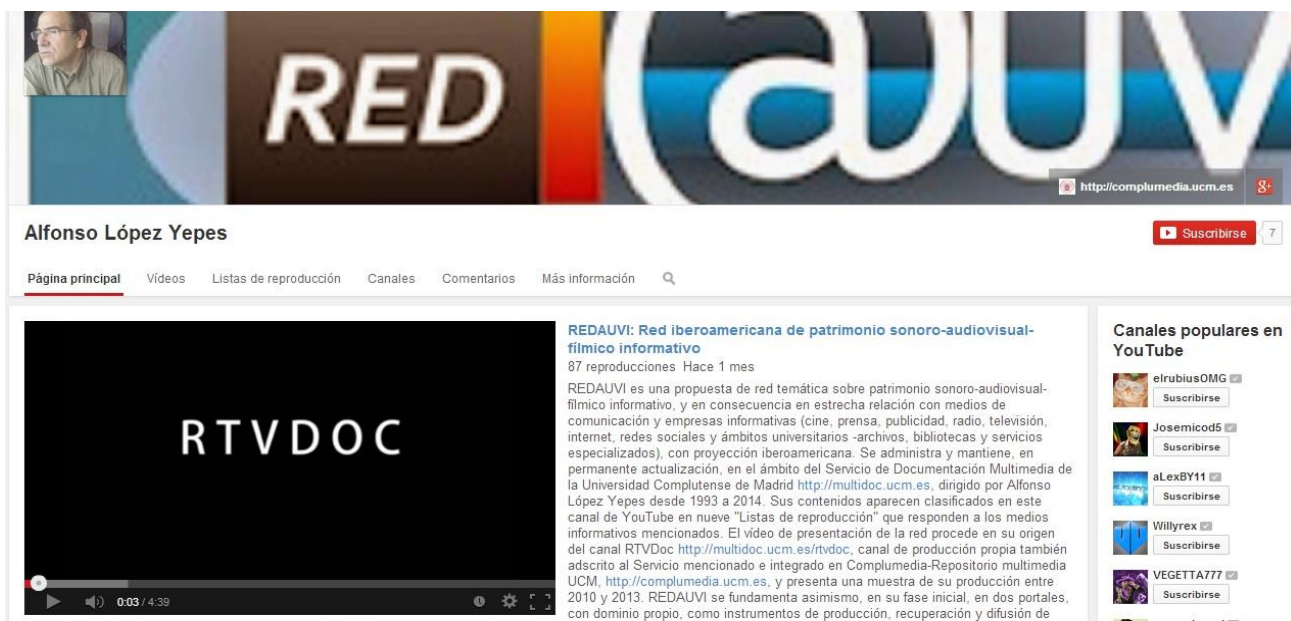 RED @UV
http://complumedia.ucm.es
Alfonso López Yepes
Suscribirse 7
Página principal Vídeos Listas de reproducción Canales Comentarios Más información
RTVDOC
0:03 / 4:39
REDAUVI: Red iberoamericana de patrimonio sonoro-audiovisual-
fílmico informativo
87 reproducciones Hace 1 mes
REDAUVI es una propuesta de red temática sobre patrimonio sonoro-audiovisual-
fílmico informativo, y en consecuencia en estrecha relación con medios de
comunicación y empresas informativas (cine, prensa, publicidad, radio, televisión,
internet, redes sociales y ámbitos universitarios -archivos, bibliotecas y servicios
especializados), con proyección iberoamericana. Se administra y mantiene, en
permanente actualización, en el ámbito del Servicio de Documentación Multimedia de
la Universidad Complutense de Madrid http://multidoc.ucm.es, dirigido por Alfonso
López Yepes desde 1993 a 2014. Sus contenidos aparecen clasificados en este
canal de YouTube en nueve "Listas de reproducción" que responden a los medios
informativos mencionados. El vídeo de presentación de la red procede en su origen
del canal RTVDoc http://multidoc.ucm.es/rtvdoc, canal de producción propia también
adscrito al Servicio mencionado e integrado en Complumedia-Repositorio multimedia
UCM, http://complumedia.ucm.es, y presenta una muestra de su producción entre
2010 y 2013. REDAUVI se fundamenta asimismo, en su fase inicial, en dos portales,
con dominio propio, como instrumentos de producción, recuperación y difusión de
Canales populares en
YouTube
elrubiusOMG
Suscribirse
Josemicod5
Suscribirse
aLexBY11
Suscribirse
Willyrex
Suscribirse
VEGETTA777
Suscribirse